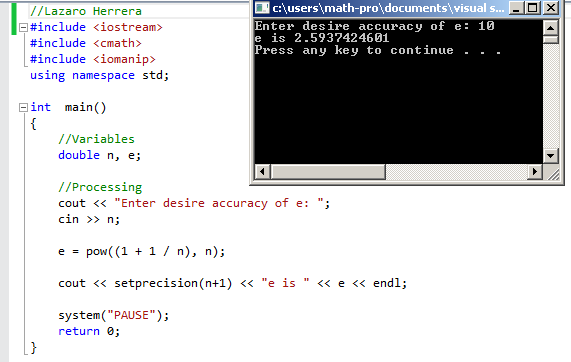 //Lazaro Herrera
#include <iostream>
#include <cmath>
#include <iomanip>
using namespace std;
int  main()
{
//Variables
double n, e;
//Processing
cout << "Enter desire accuracy of e: ";
cin >> n;
e = pow((1 + 1 / n), n);
cout << setprecision(n+1) << "e is " << e << endl;
system("PAUSE");
return 0;
}
c:\users\math-pro\documents\visual s...
Enter desire accuracy of e: 10
e is 2.5937424601
Press any key to continue . . .